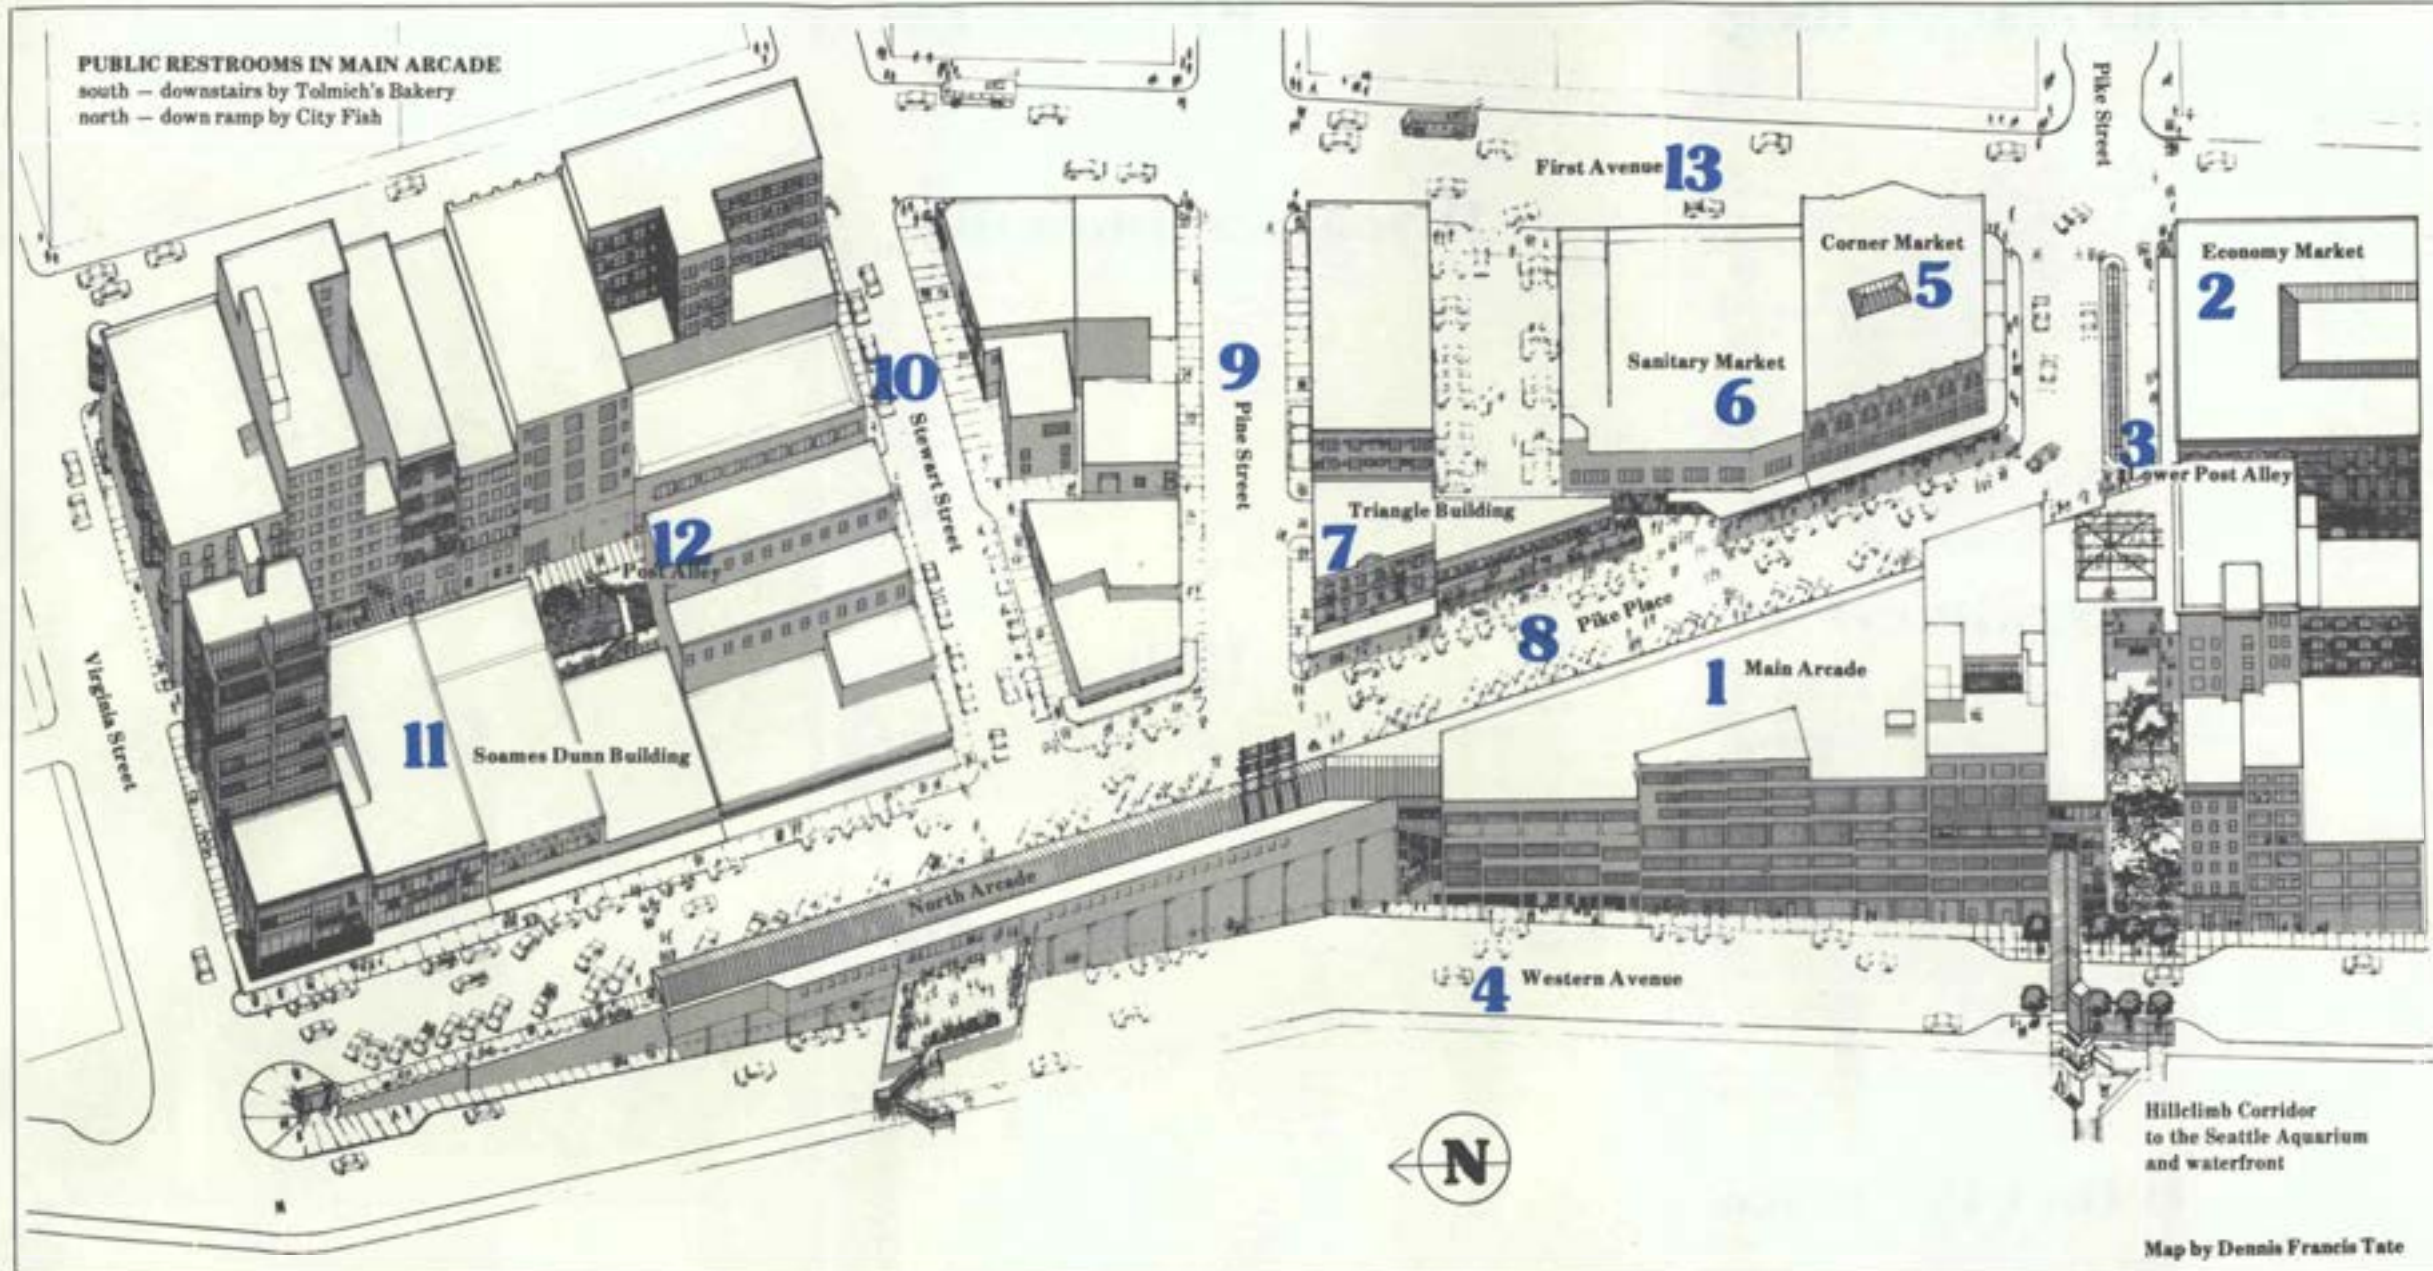 PUBLIC RESTROOMS IN MAIN ARCADE
south — downstairs by Tolmich's Bakery
north — down ramp by City Fish
Pike Street
First Avenue
13
Corner Market
5
Economy Market
2
Sanitary Market
6
10
Stewart Street
9
Pine Street
3
Lower Post Alley
Triangle Building
7
12
Post Alley
Pike Place
8
1
Main Arcade
Virginia Street
11
Soames Dunn Building
North Arcade
4
Western Avenue
N
Hillclimb Corridor
to the Seattle Aquarium
and waterfront
Map by Dennis Francis Tate